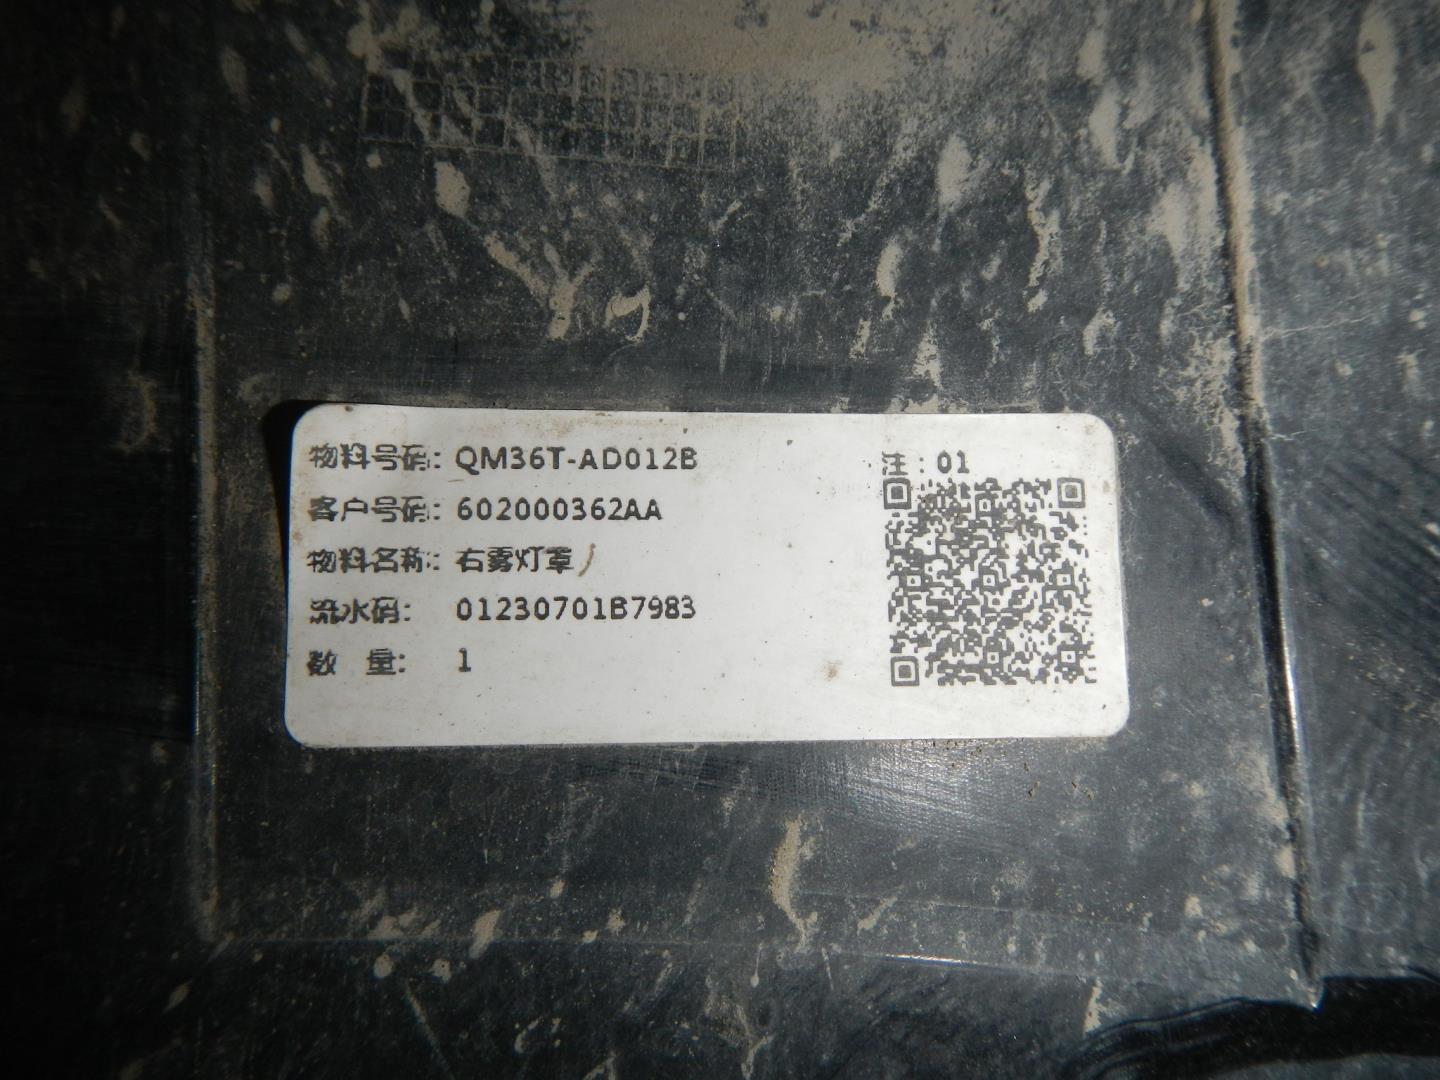 物料号码: QM36T-AD012B
注: 01
客户号码: 602000362AA
物料名称: 右雾灯罩
流水码: 01230701B7983
数 量: 1